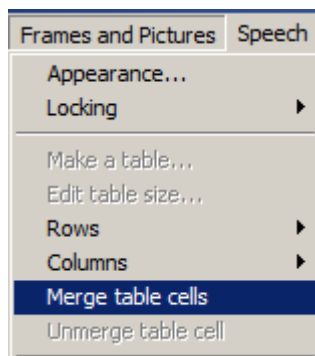 Frames and Pictures Speech
Appearance...
Locking
Make a table...
Edit table size...
Rows
Columns
Merge table cells
Unmerge table cell